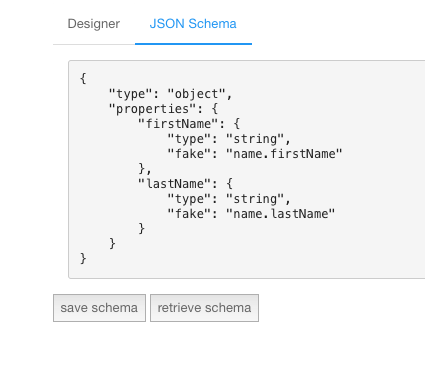 Designer JSON Schema
{
    "type": "object",
    "properties": {
        "firstName": {
            "type": "string",
            "fake": "name.firstName"
        },
        "lastName": {
            "type": "string",
            "fake": "name.lastName"
        }
    }
}
save schema retrieve schema